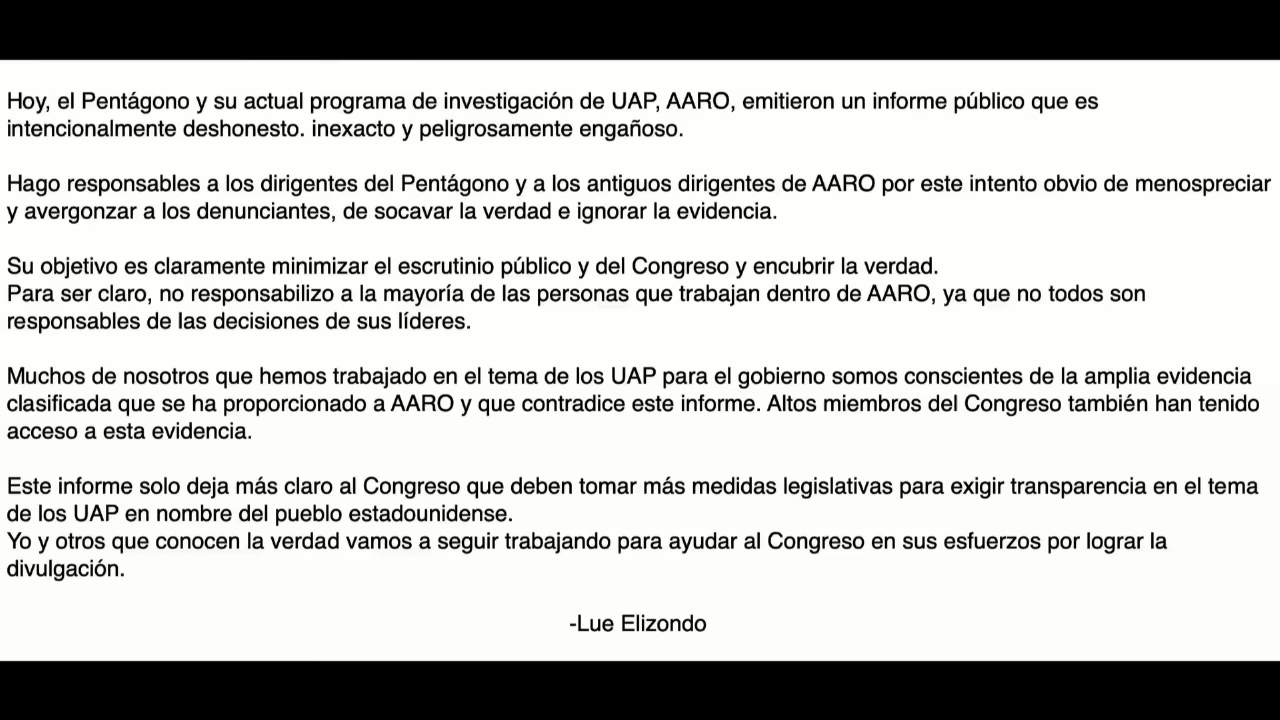 Hoy, el Pentágono y su actual programa de investigación de UAP, AARO, emitieron un informe público que es
intencionalmente deshonesto. inexacto y peligrosamente engañoso.
Hago responsables a los dirigentes del Pentágono y a los antiguos dirigentes de AARO por este intento obvio de menospreciar
y avergonzar a los denunciantes, de socavar la verdad e ignorar la evidencia.
Su objetivo es claramente minimizar el escrutinio público y del Congreso y encubrir la verdad.
Para ser claro, no responsabilizo a la mayoría de las personas que trabajan dentro de AARO, ya que no todos son
responsables de las decisiones de sus líderes.
Muchos de nosotros que hemos trabajado en el tema de los UAP para el gobierno somos conscientes de la amplia evidencia
clasificada que se ha proporcionado a AARO y que contradice este informe. Altos miembros del Congreso también han tenido
acceso a esta evidencia.
Este informe solo deja más claro al Congreso que deben tomar más medidas legislativas para exigir transparencia en el tema
de los UAP en nombre del pueblo estadounidense.
Yo y otros que conocen la verdad vamos a seguir trabajando para ayudar al Congreso en sus esfuerzos por lograr la
divulgación.
-Lue Elizondo